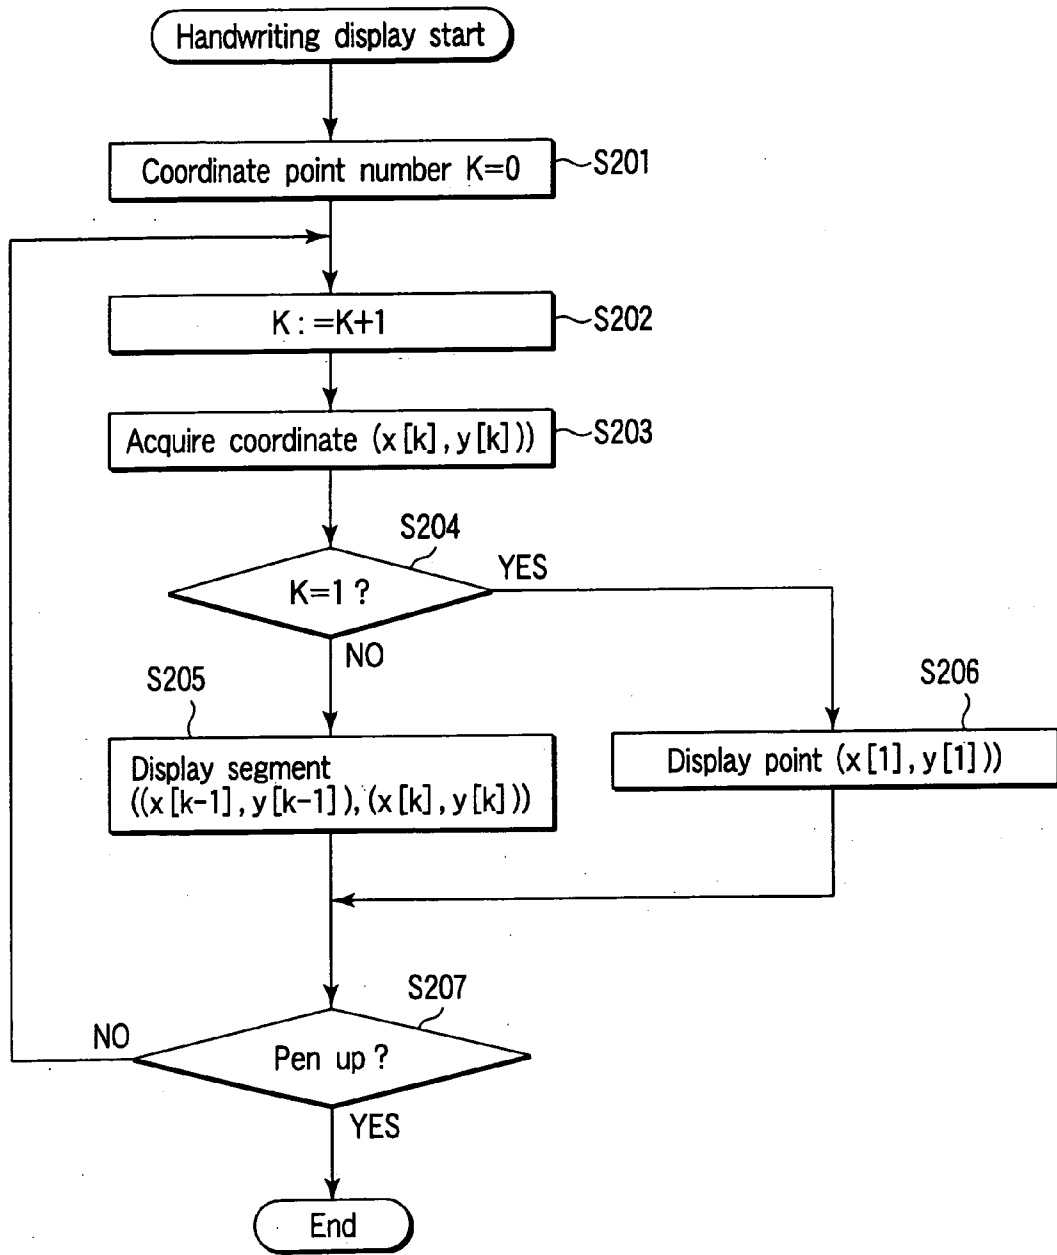 Handwriting display start
Coordinate point number K=0
S201
K:=K+1
S202
Acquire coordinate (x[k],y[k]))
S203
S204
K=1?
YES
NO
S205
S206
Display segment
((x[k-1],y[k-1]),(x[k],y[k]))
Display point (x[1],y[1]))
S207
NO
Pen up?
YES
End